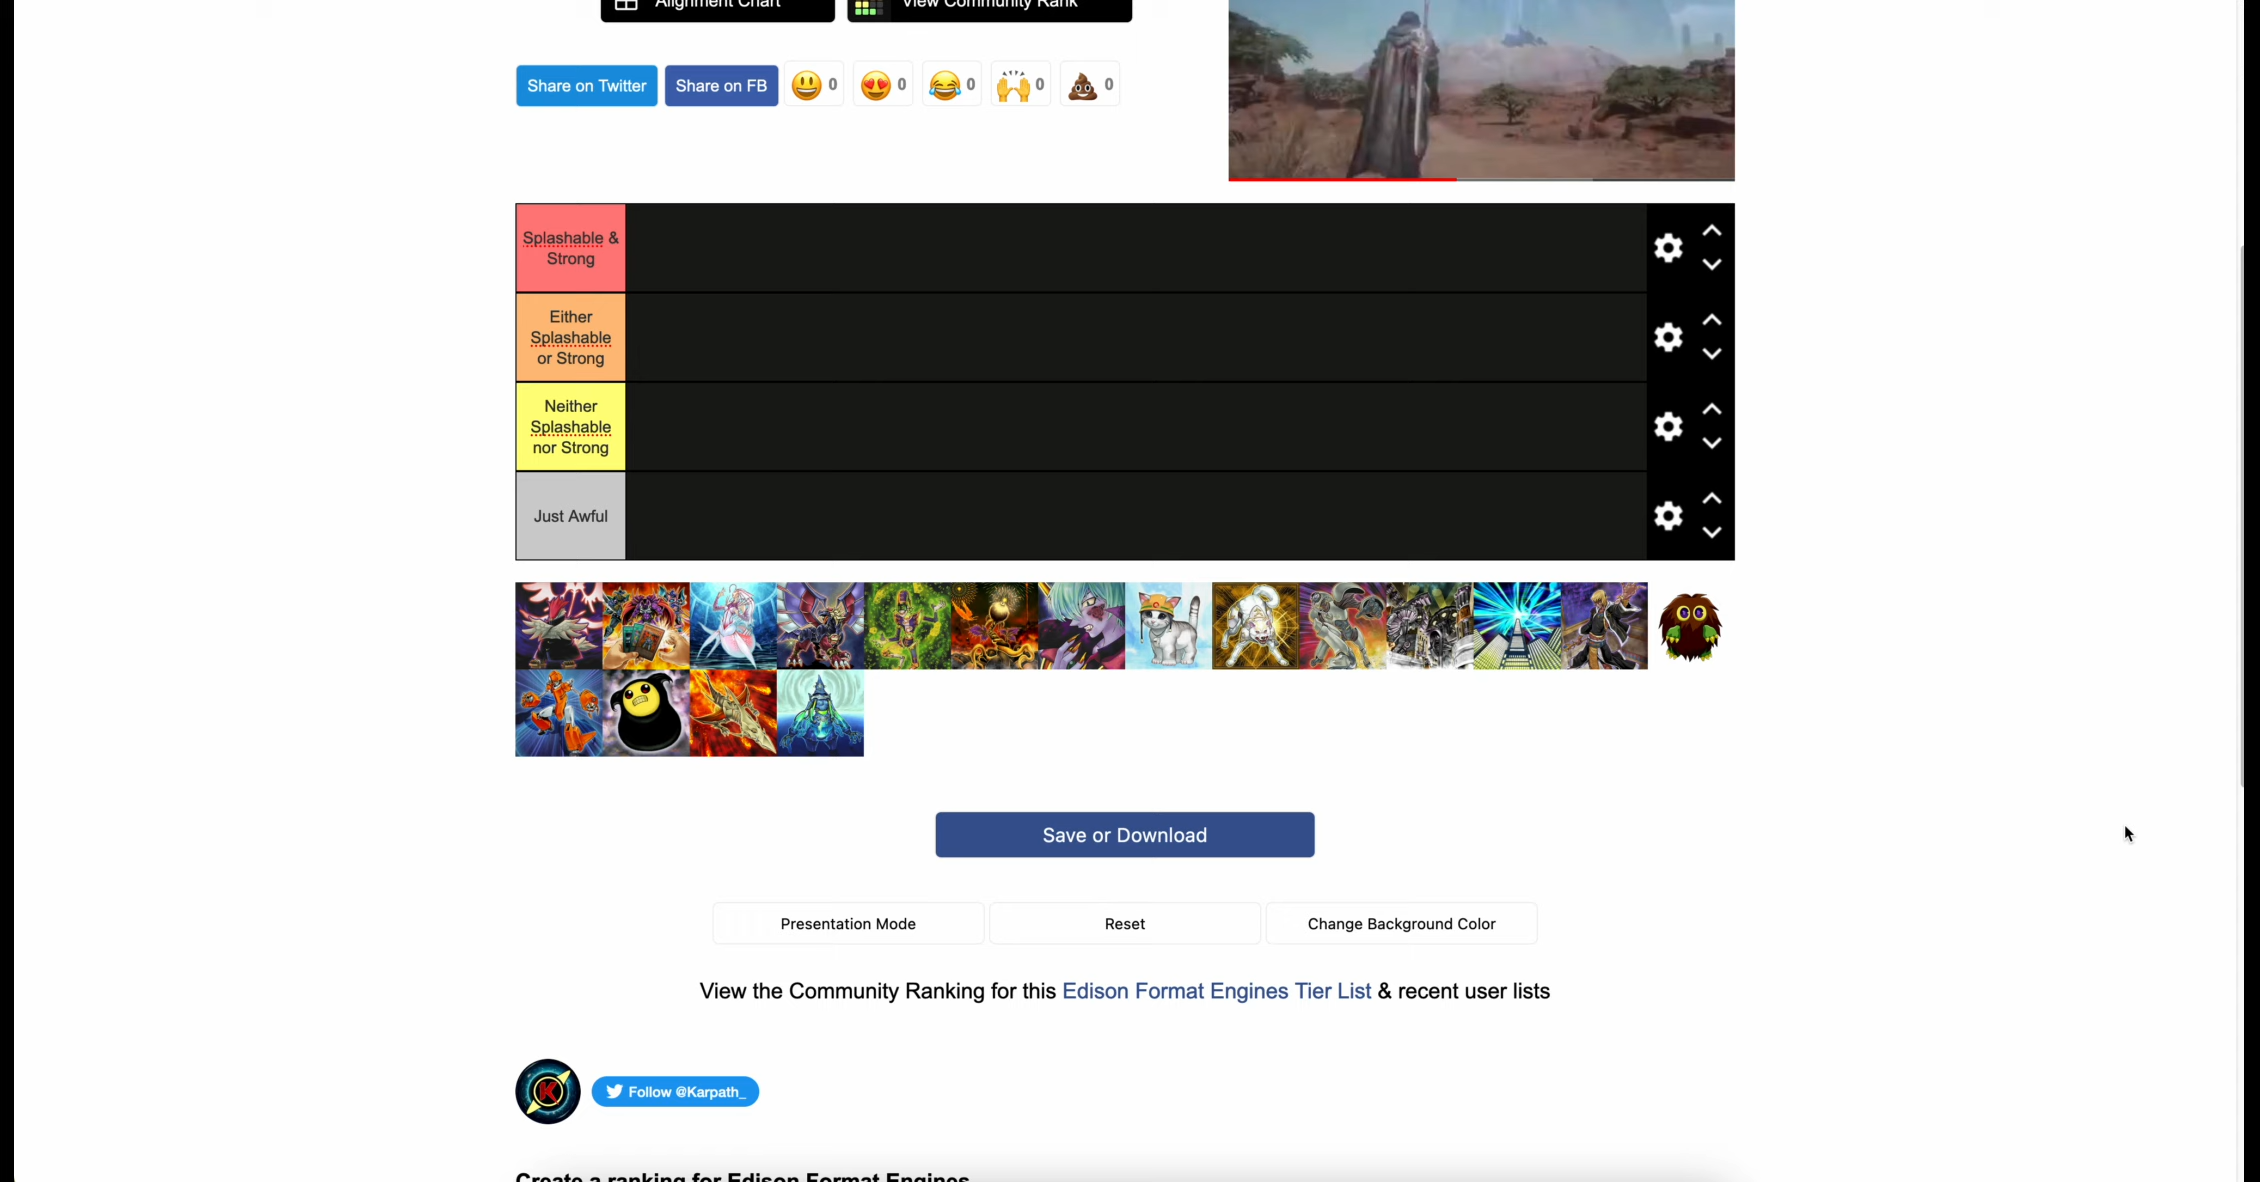 Alignment Chart
View Community Rank
Share on Twitter
Share on FB
0
0
0
0
0
Splashable &
Strong
Either
Splashable
or Strong
Neither
Splashable
nor Strong
Just Awful
Save or Download
Presentation Mode
Reset
Change Background Color
View the Community Ranking for this Edison Format Engines Tier List & recent user lists
K
Follow @Karpath_
Create a ranking for Edison Format Engines